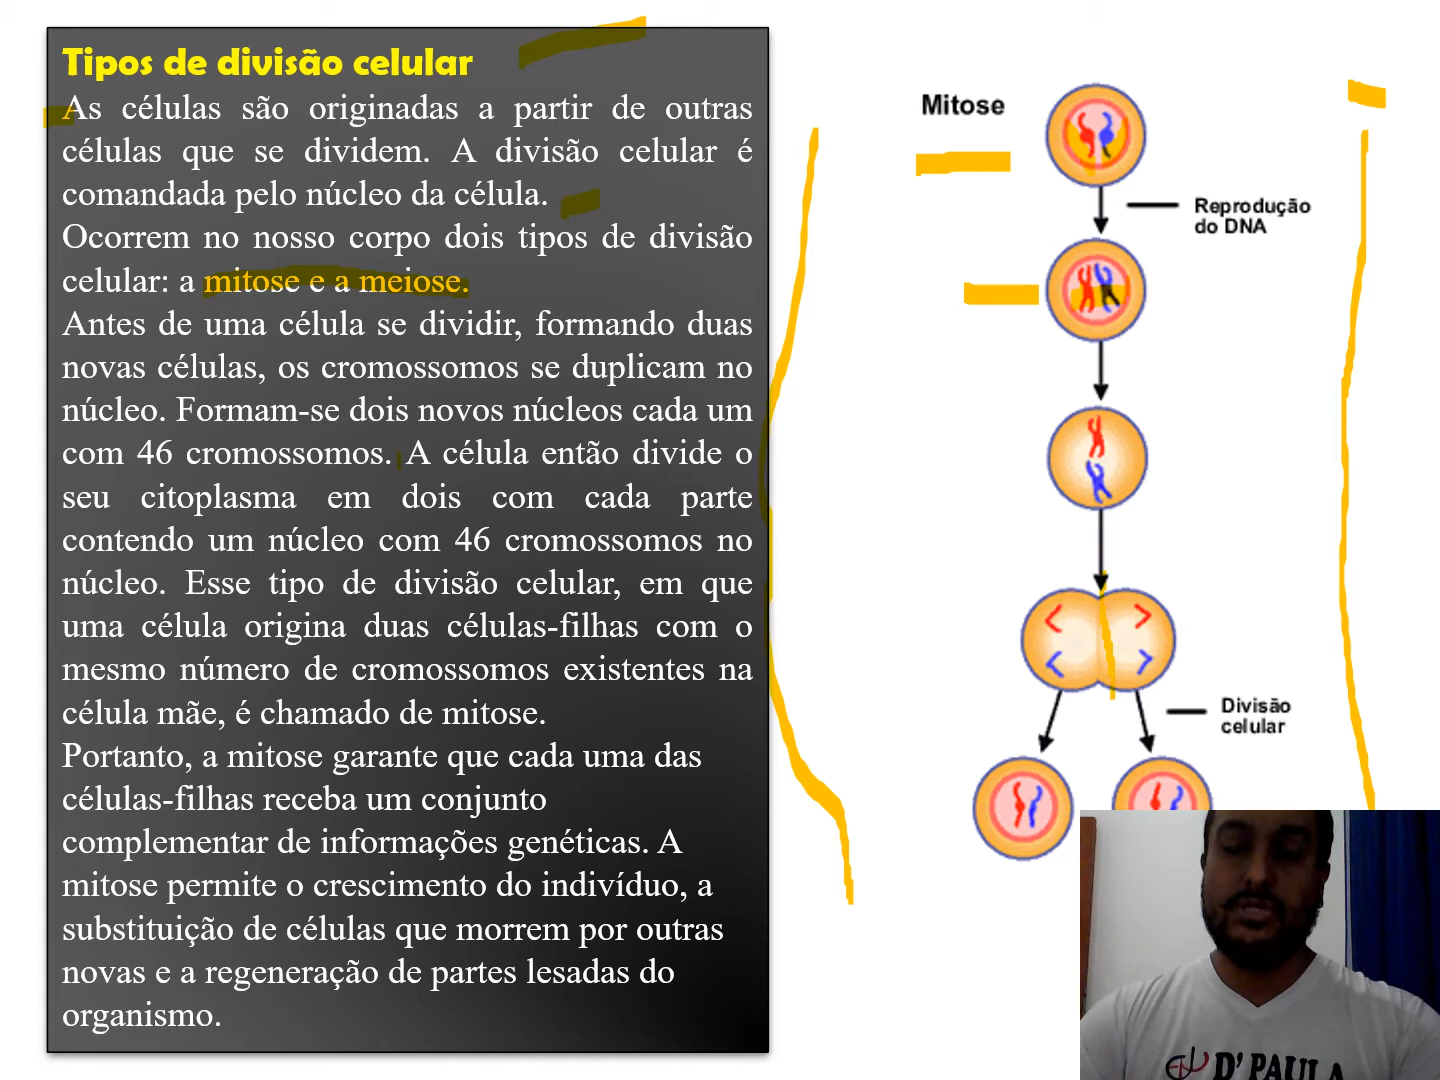 Tipos de divisão celular
As células são originadas a partir de outras
células que se dividem. A divisão celular é
comandada pelo núcleo da célula.
Ocorrem no nosso corpo dois tipos de divisão
celular: a mitose e a meiose.
Antes de uma célula se dividir, formando duas
novas células, os cromossomos se duplicam no
núcleo. Formam-se dois novos núcleos cada um
com 46 cromossomos. A célula então divide o
seu citoplasma em dois com cada parte
contendo um núcleo com 46 cromossomos no
núcleo. Esse tipo de divisão celular, em que
uma célula origina duas células-filhas com o
mesmo número de cromossomos existentes na
célula mãe, é chamado de mitose.
Portanto, a mitose garante que cada uma das
células-filhas receba um conjunto
complementar de informações genéticas. A
mitose permite o crescimento do indivíduo, a
substituição de células que morrem por outras
novas e a regeneração de partes lesadas do
organismo.
Mitose
Reprodução
do DNA
Divisão
celular
D' PAULA